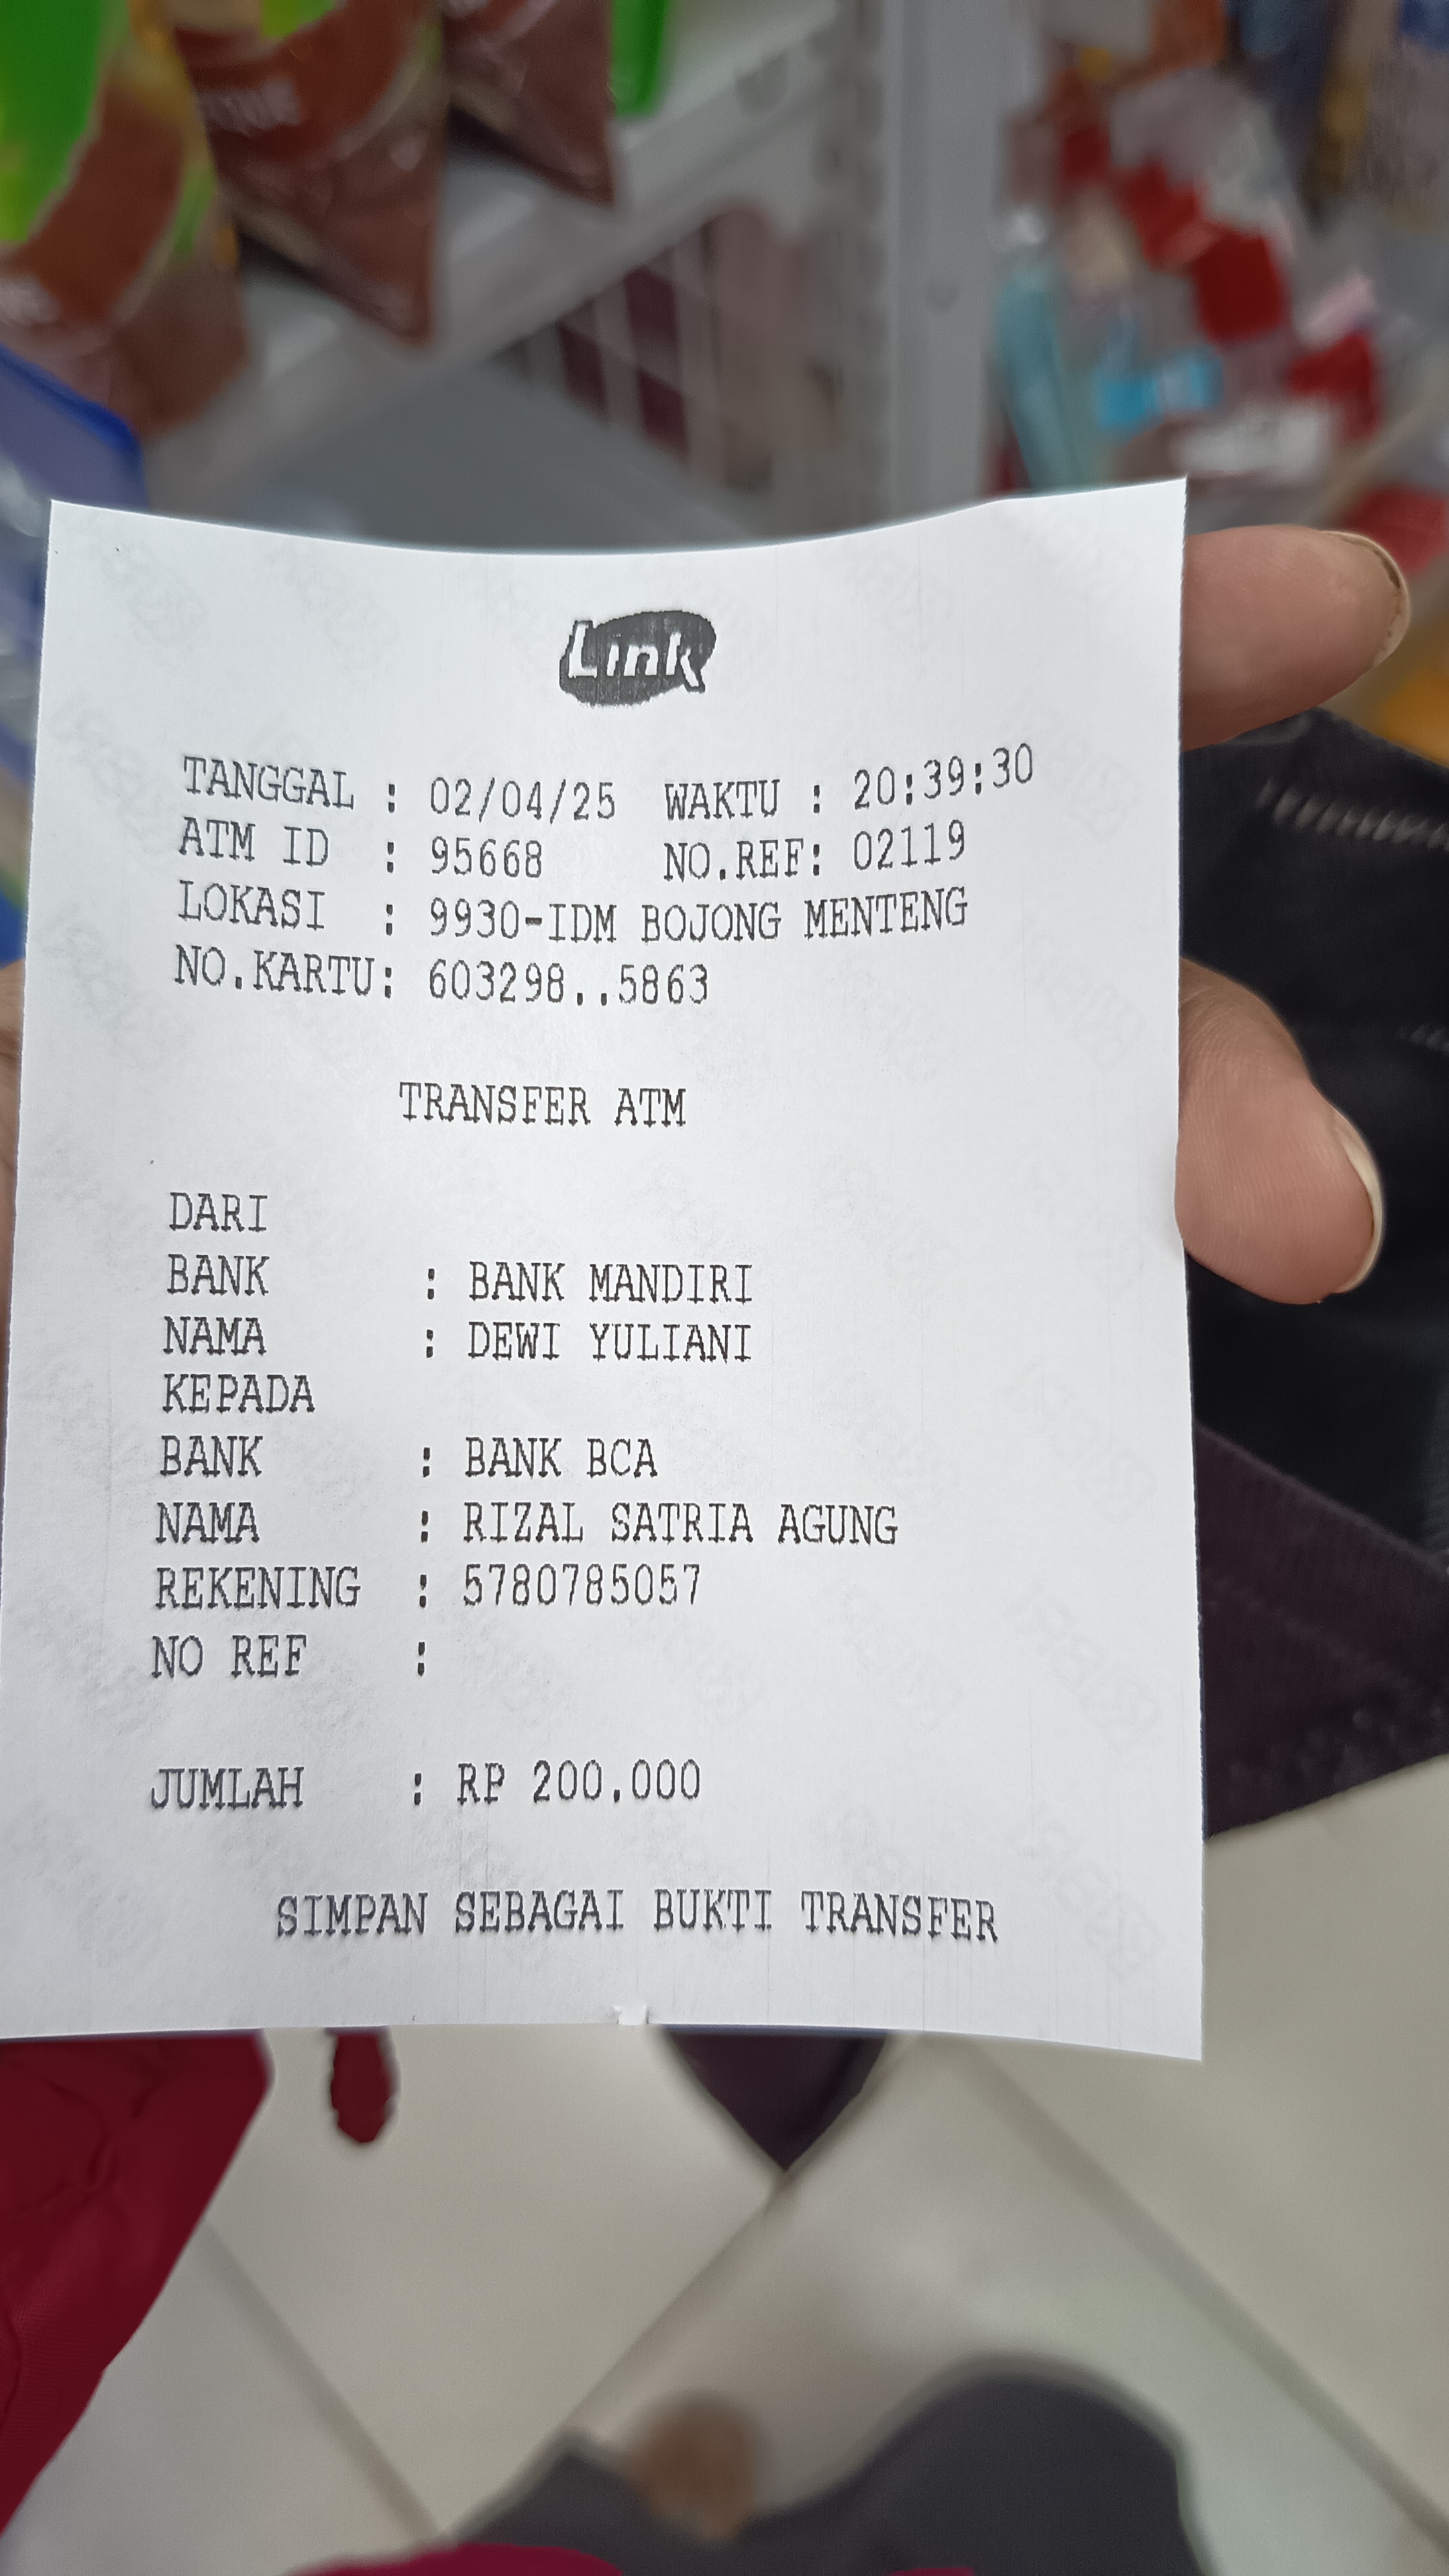 Link
TANGGAL : 02/04/25 WAKTU : 20:39:30
ATM ID : 95668 NO.REF: 02119
LOKASI : 9930-IDM BOJONG MENTENG
NO.KARTU: 603298..5863
TRANSFER ATM
DARI
BANK : BANK MANDIRI
NAMA : DEWI YULIANI
KEPADA
BANK : BANK BCA
NAMA : RIZAL SATRIA AGUNG
REKENING : 5780785057
NO REF :
JUMLAH : RP 200.000
SIMPAN SEBAGAI BUKTI TRANSFER